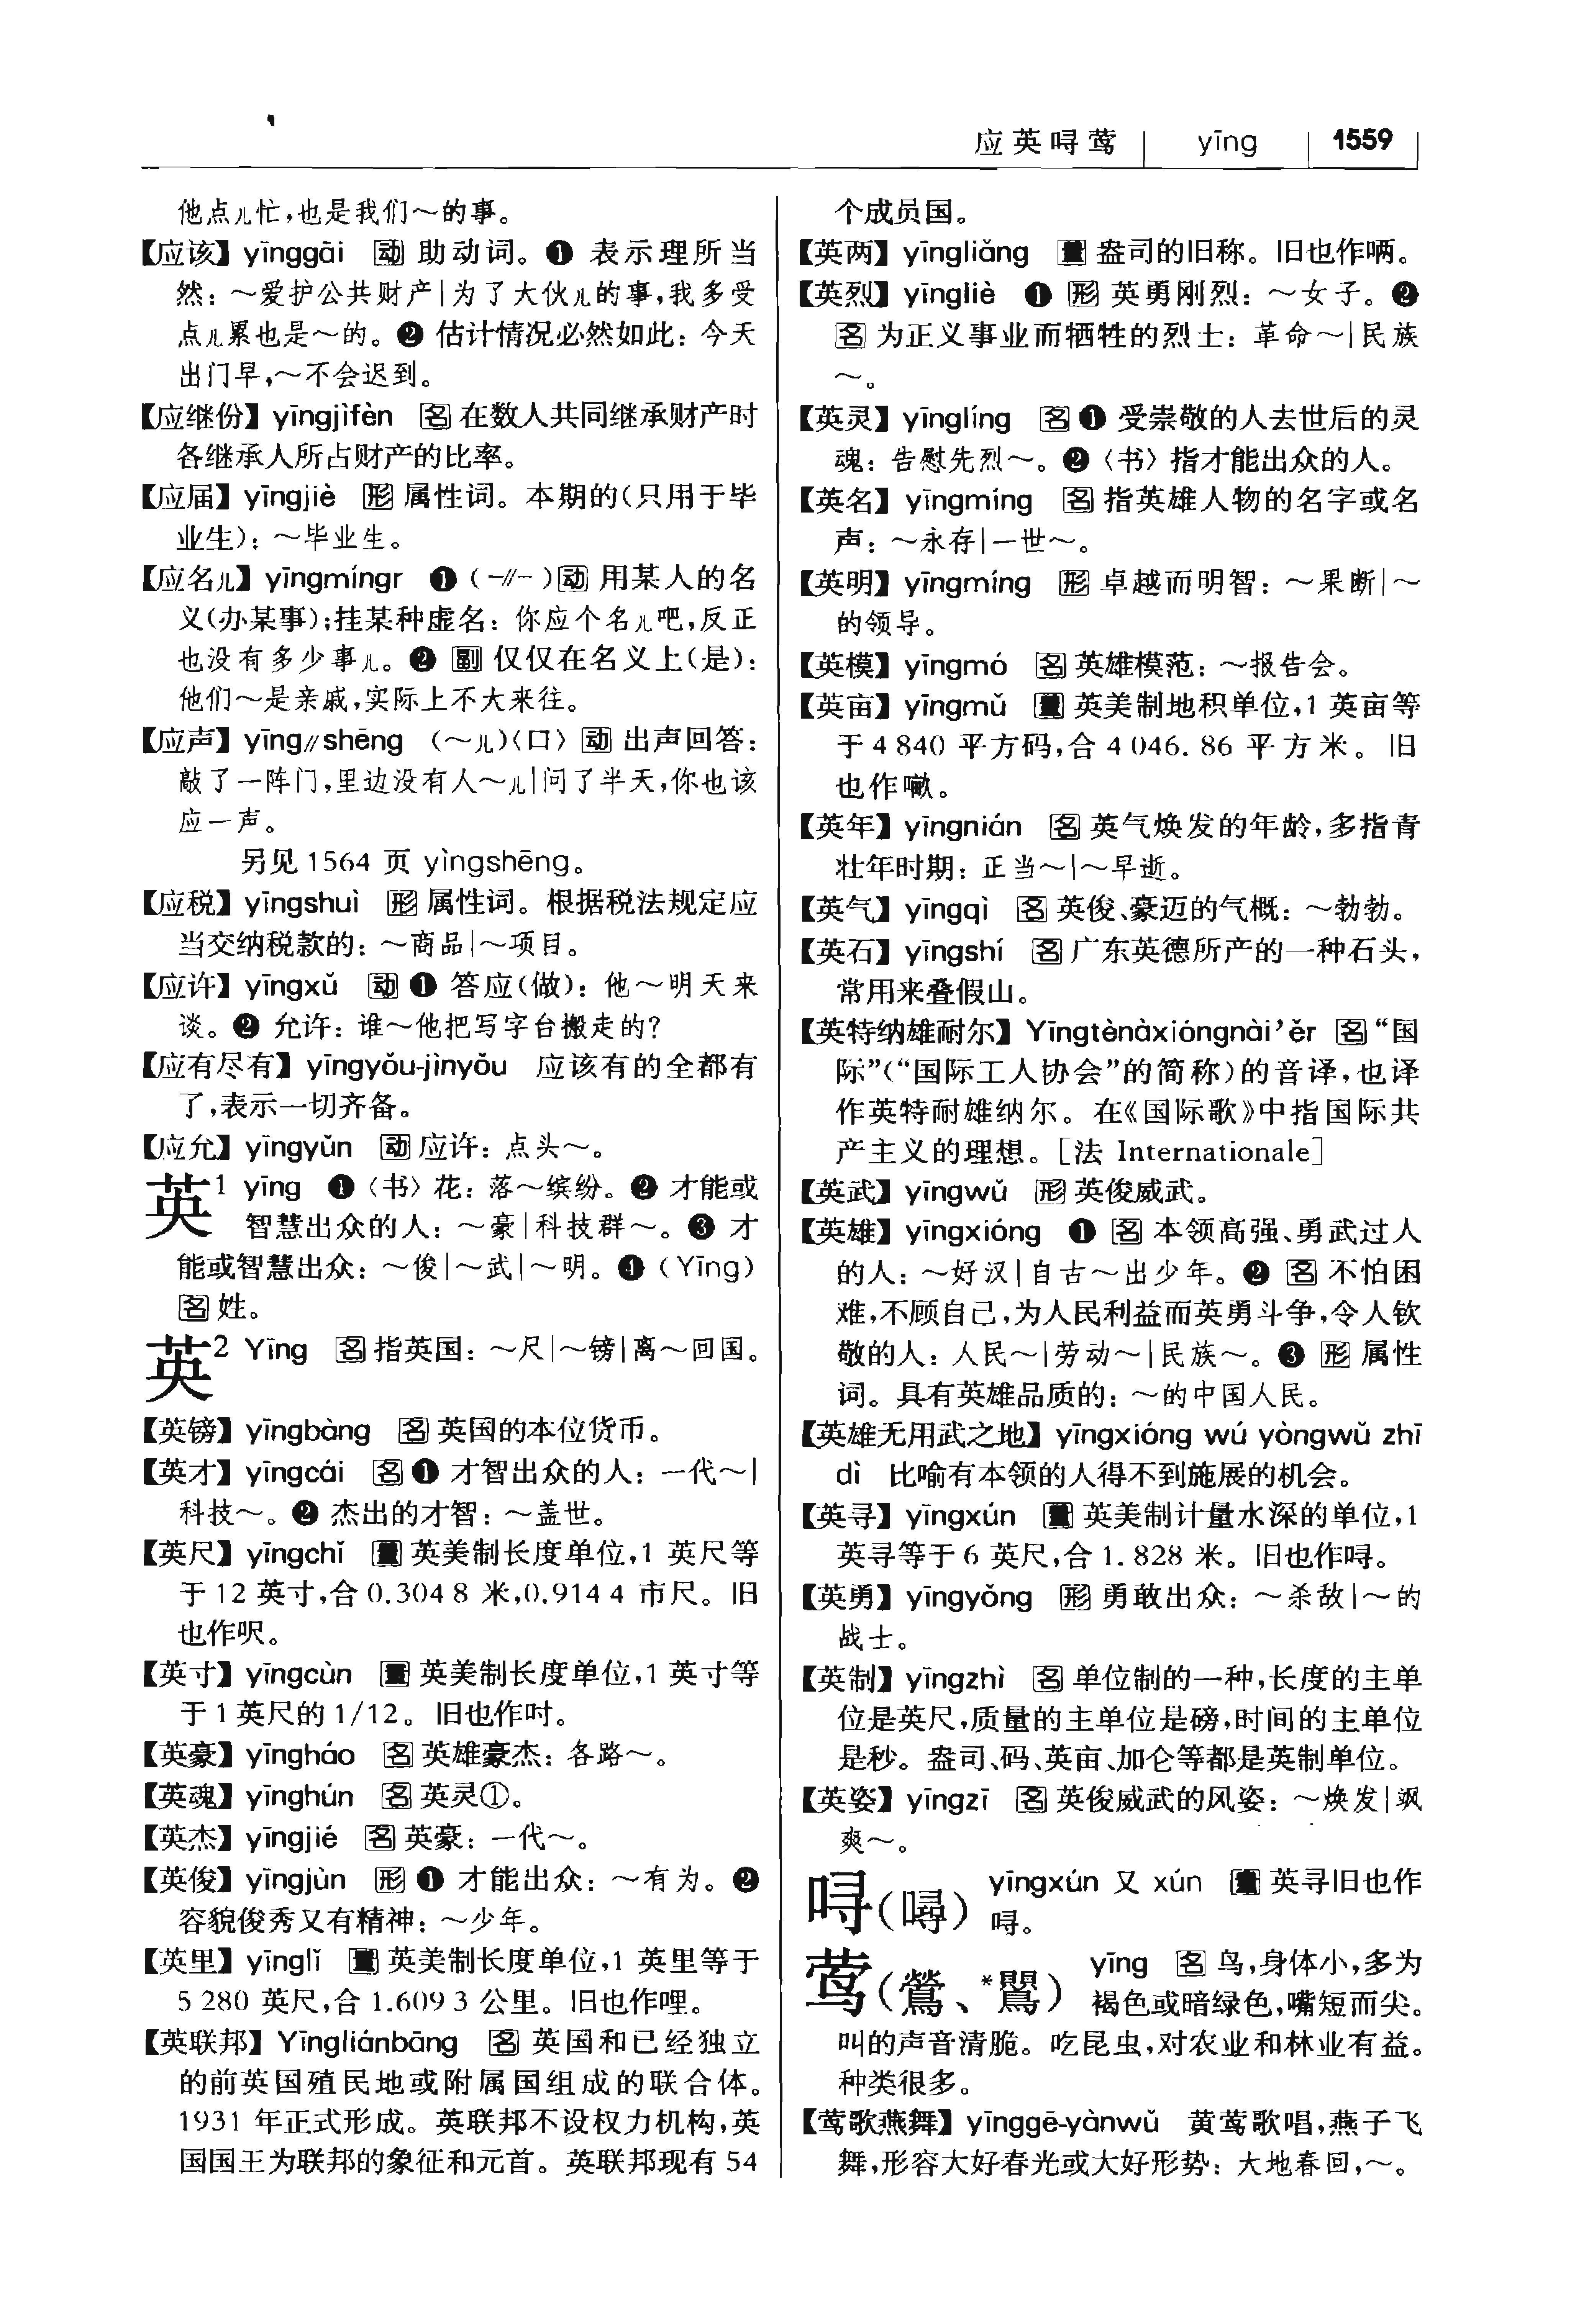 应英㖊莺 yīng 1559
他点儿忙,也是我们～的事。
【应该】 yīnggāi 动 助动词。❶ 表示理所当
然：～爱护公共财产|为了大伙儿的事,我多受
点儿累也是～的。❷ 估计情况必然如此：今天
出门早,～不会迟到。
【应继份】 yīngjìfèn 名 在数人共同继承财产时
各继承人所占财产的比率。
【应届】 yīngjiè 形 属性词。本期的(只用于毕
业生)：～毕业生。
【应名儿】 yīngmíngr ❶(-//-)动 用某人的名
义(办某事);挂某种虚名：你应个名儿吧,反正
也没有多少事儿。❷ 副 仅仅在名义上(是)：
他们～是亲戚,实际上不大来往。
【应声】 yīng//shēng (～儿)〈口〉 动 出声回答：
敲了一阵门,里边没有人～儿|问了半天,你也该
应一声。
另见 1564 页 yìngshēng。
【应税】 yīngshuì 形 属性词。根据税法规定应
当交纳税款的：～商品|～项目。
【应许】 yīngxǔ 动 ❶ 答应(做)：他～明天来
谈。❷ 允许：谁～他把写字台搬走的?
【应有尽有】 yīngyǒu-jìnyǒu 应该有的全都有
了,表示一切齐备。
【应允】 yīngyǔn 动 应许：点头～。
英1 yīng ❶〈书〉花：落～缤纷。❷ 才能或
智慧出众的人：～豪|科技群～。❸ 才
能或智慧出众：～俊|～武|～明。❹ (Yīng)
名 姓。
英2 Yīng 名 指英国：～尺|～镑|离～回国。
【英镑】 yīngbàng 名 英国的本位货币。
【英才】 yīngcái 名 ❶ 才智出众的人：一代～|
科技～。❷ 杰出的才智：～盖世。
【英尺】 yīngchǐ 量 英美制长度单位,1 英尺等
于 12 英寸,合 0.304 8 米,0.914 4 市尺。旧
也作呎。
【英寸】 yīngcùn 量 英美制长度单位,1 英寸等
于 1 英尺的 1/12。旧也作吋。
【英豪】 yīngháo 名 英雄豪杰：各路～。
【英魂】 yīnghún 名 英灵①。
【英杰】 yīngjié 名 英豪：一代～。
【英俊】 yīngjùn 形 ❶ 才能出众：～有为。❷
容貌俊秀又有精神：～少年。
【英里】 yīnglǐ 量 英美制长度单位,1 英里等于
5 280 英尺,合 1.609 3 公里。旧也作哩。
【英联邦】 Yīngliánbāng 名 英国和已经独立
的前英国殖民地或附属国组成的联合体。
1931 年正式形成。英联邦不设权力机构,英
国国王为联邦的象征和元首。英联邦现有 54
个成员国。
【英两】 yīngliǎng 量 盎司的旧称。旧也作唡。
【英烈】 yīngliè ❶ 形 英勇刚烈：～女子。❷
名 为正义事业而牺牲的烈士：革命～|民族
～。
【英灵】 yīnglíng 名 ❶ 受崇敬的人去世后的灵
魂：告慰先烈～。❷〈书〉指才能出众的人。
【英名】 yīngmíng 名 指英雄人物的名字或名
声：～永存|一世～。
【英明】 yīngmíng 形 卓越而明智：～果断|～
的领导。
【英模】 yīngmó 名 英雄模范：～报告会。
【英亩】 yīngmǔ 量 英美制地积单位,1 英亩等
于 4 840 平方码,合 4 046.86 平方米。旧
也作噷。
【英年】 yīngnián 名 英气焕发的年龄,多指青
壮年时期：正当～|～早逝。
【英气】 yīngqì 名 英俊、豪迈的气概：～勃勃。
【英石】 yīngshí 名 广东英德所产的一种石头,
常用来叠假山。
【英特纳雄耐尔】 Yīngtènàxióngnài’ěr 名 “国
际”(“国际工人协会”的简称)的音译,也译
作英特耐雄纳尔。在《国际歌》中指国际共
产主义的理想。[法 Internationale]
【英武】 yīngwǔ 形 英俊威武。
【英雄】 yīngxióng ❶ 名 本领高强、勇武过人
的人：～好汉|自古～出少年。❷ 名 不怕困
难,不顾自己,为人民利益而英勇斗争,令人钦
敬的人：人民～|劳动～|民族～。❸ 形 属性
词。具有英雄品质的：～的中国人民。
【英雄无用武之地】 yīngxióng wú yòngwǔ zhī
dì 比喻有本领的人得不到施展的机会。
【英寻】 yīngxún 量 英美制计量水深的单位,1
英寻等于 6 英尺,合 1.828 米。旧也作㖊。
【英勇】 yīngyǒng 形 勇敢出众：～杀敌|～的
战士。
【英制】 yīngzhì 名 单位制的一种,长度的主单
位是英尺,质量的主单位是磅,时间的主单位
是秒。盎司、码、英亩、加仑等都是英制单位。
【英姿】 yīngzī 名 英俊威武的风姿：～焕发|飒
爽～。
㖊(噚) yīngxún 又 xún 量 英寻旧也作
㖊。
莺(鶯、*鸎) yīng 名 鸟,身体小,多为
褐色或暗绿色,嘴短而尖。
叫的声音清脆。吃昆虫,对农业和林业有益。
种类很多。
【莺歌燕舞】 yīnggē-yànwǔ 黄莺歌唱,燕子飞
舞,形容大好春光或大好形势：大地春回,～。